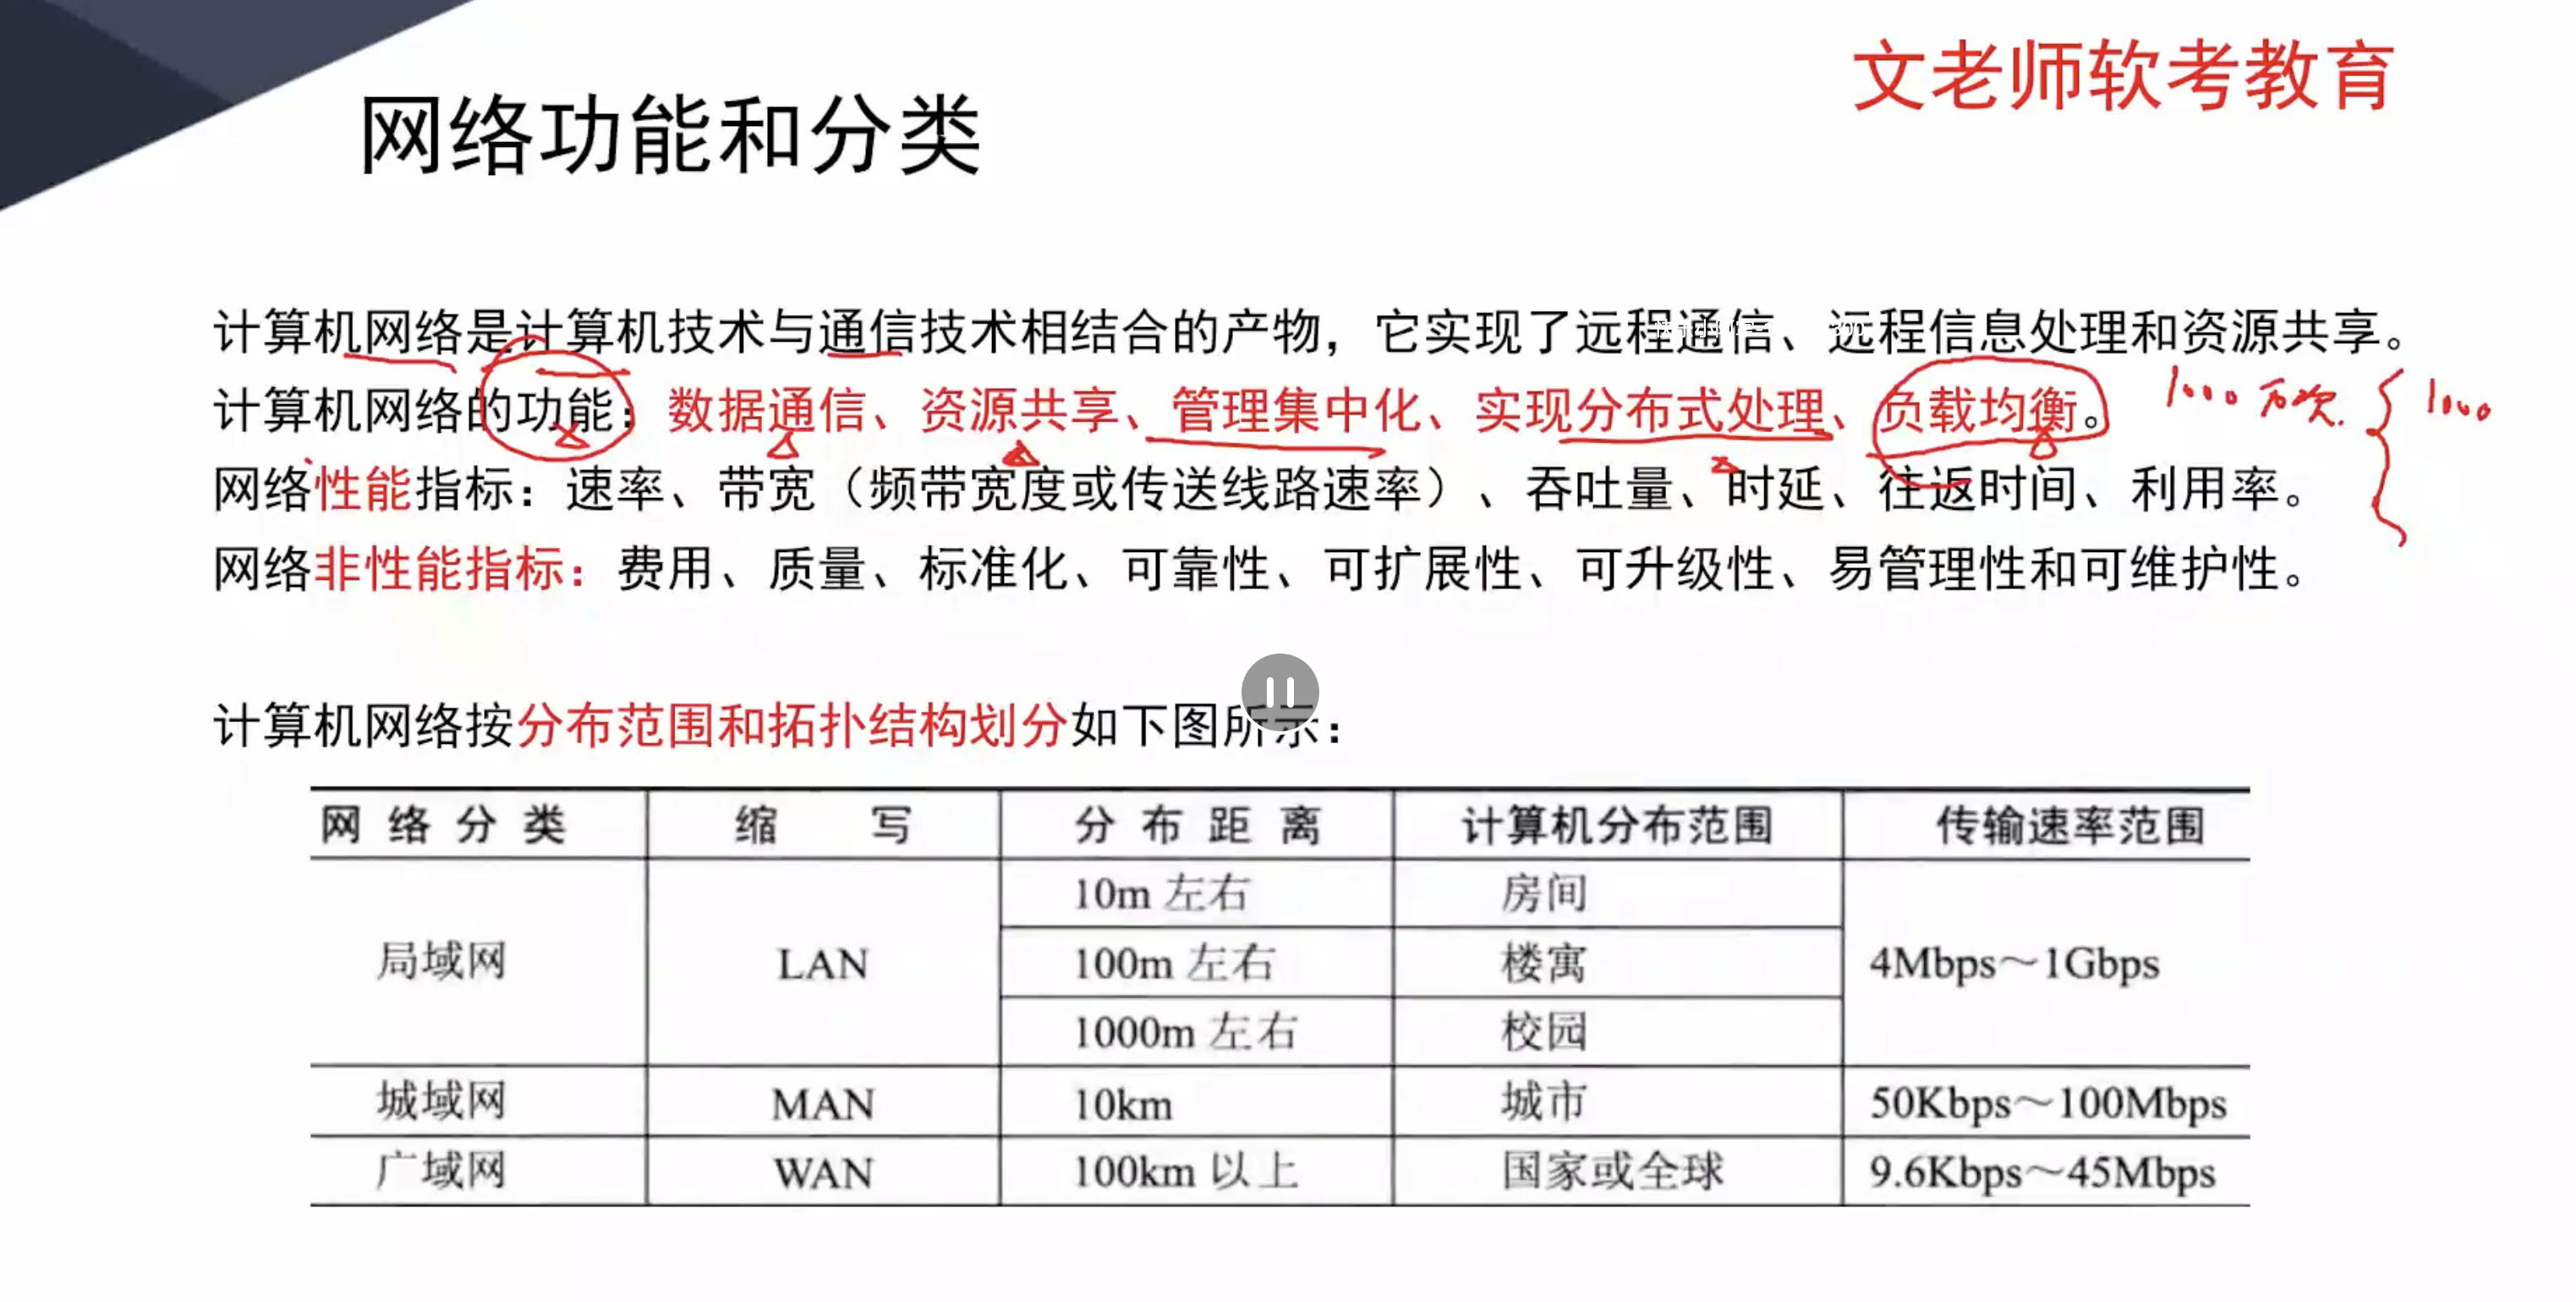 文老师软考教育
网络功能和分类
计算机网络是计算机技术与通信技术相结合的产物，它实现了远程通信、远程信息处理和资源共享。
计算机网络的功能：数据通信、资源共享、管理集中化、实现分布式处理、负载均衡。 1000万次. 1000
网络性能指标：速率、带宽（频带宽度或传送线路速率）、吞吐量、时延、往返时间、利用率。
网络非性能指标：费用、质量、标准化、可靠性、可扩展性、可升级性、易管理性和可维护性。
计算机网络按分布范围和拓扑结构划分如下图所示：
网络分类 缩写 分布距离 计算机分布范围 传输速率范围
10m 左右 房间
局域网 LAN 100m 左右 楼寓 4Mbps～1Gbps
1000m 左右 校园
城域网 MAN 10km 城市 50Kbps～100Mbps
广域网 WAN 100km 以上 国家或全球 9.6Kbps～45Mbps